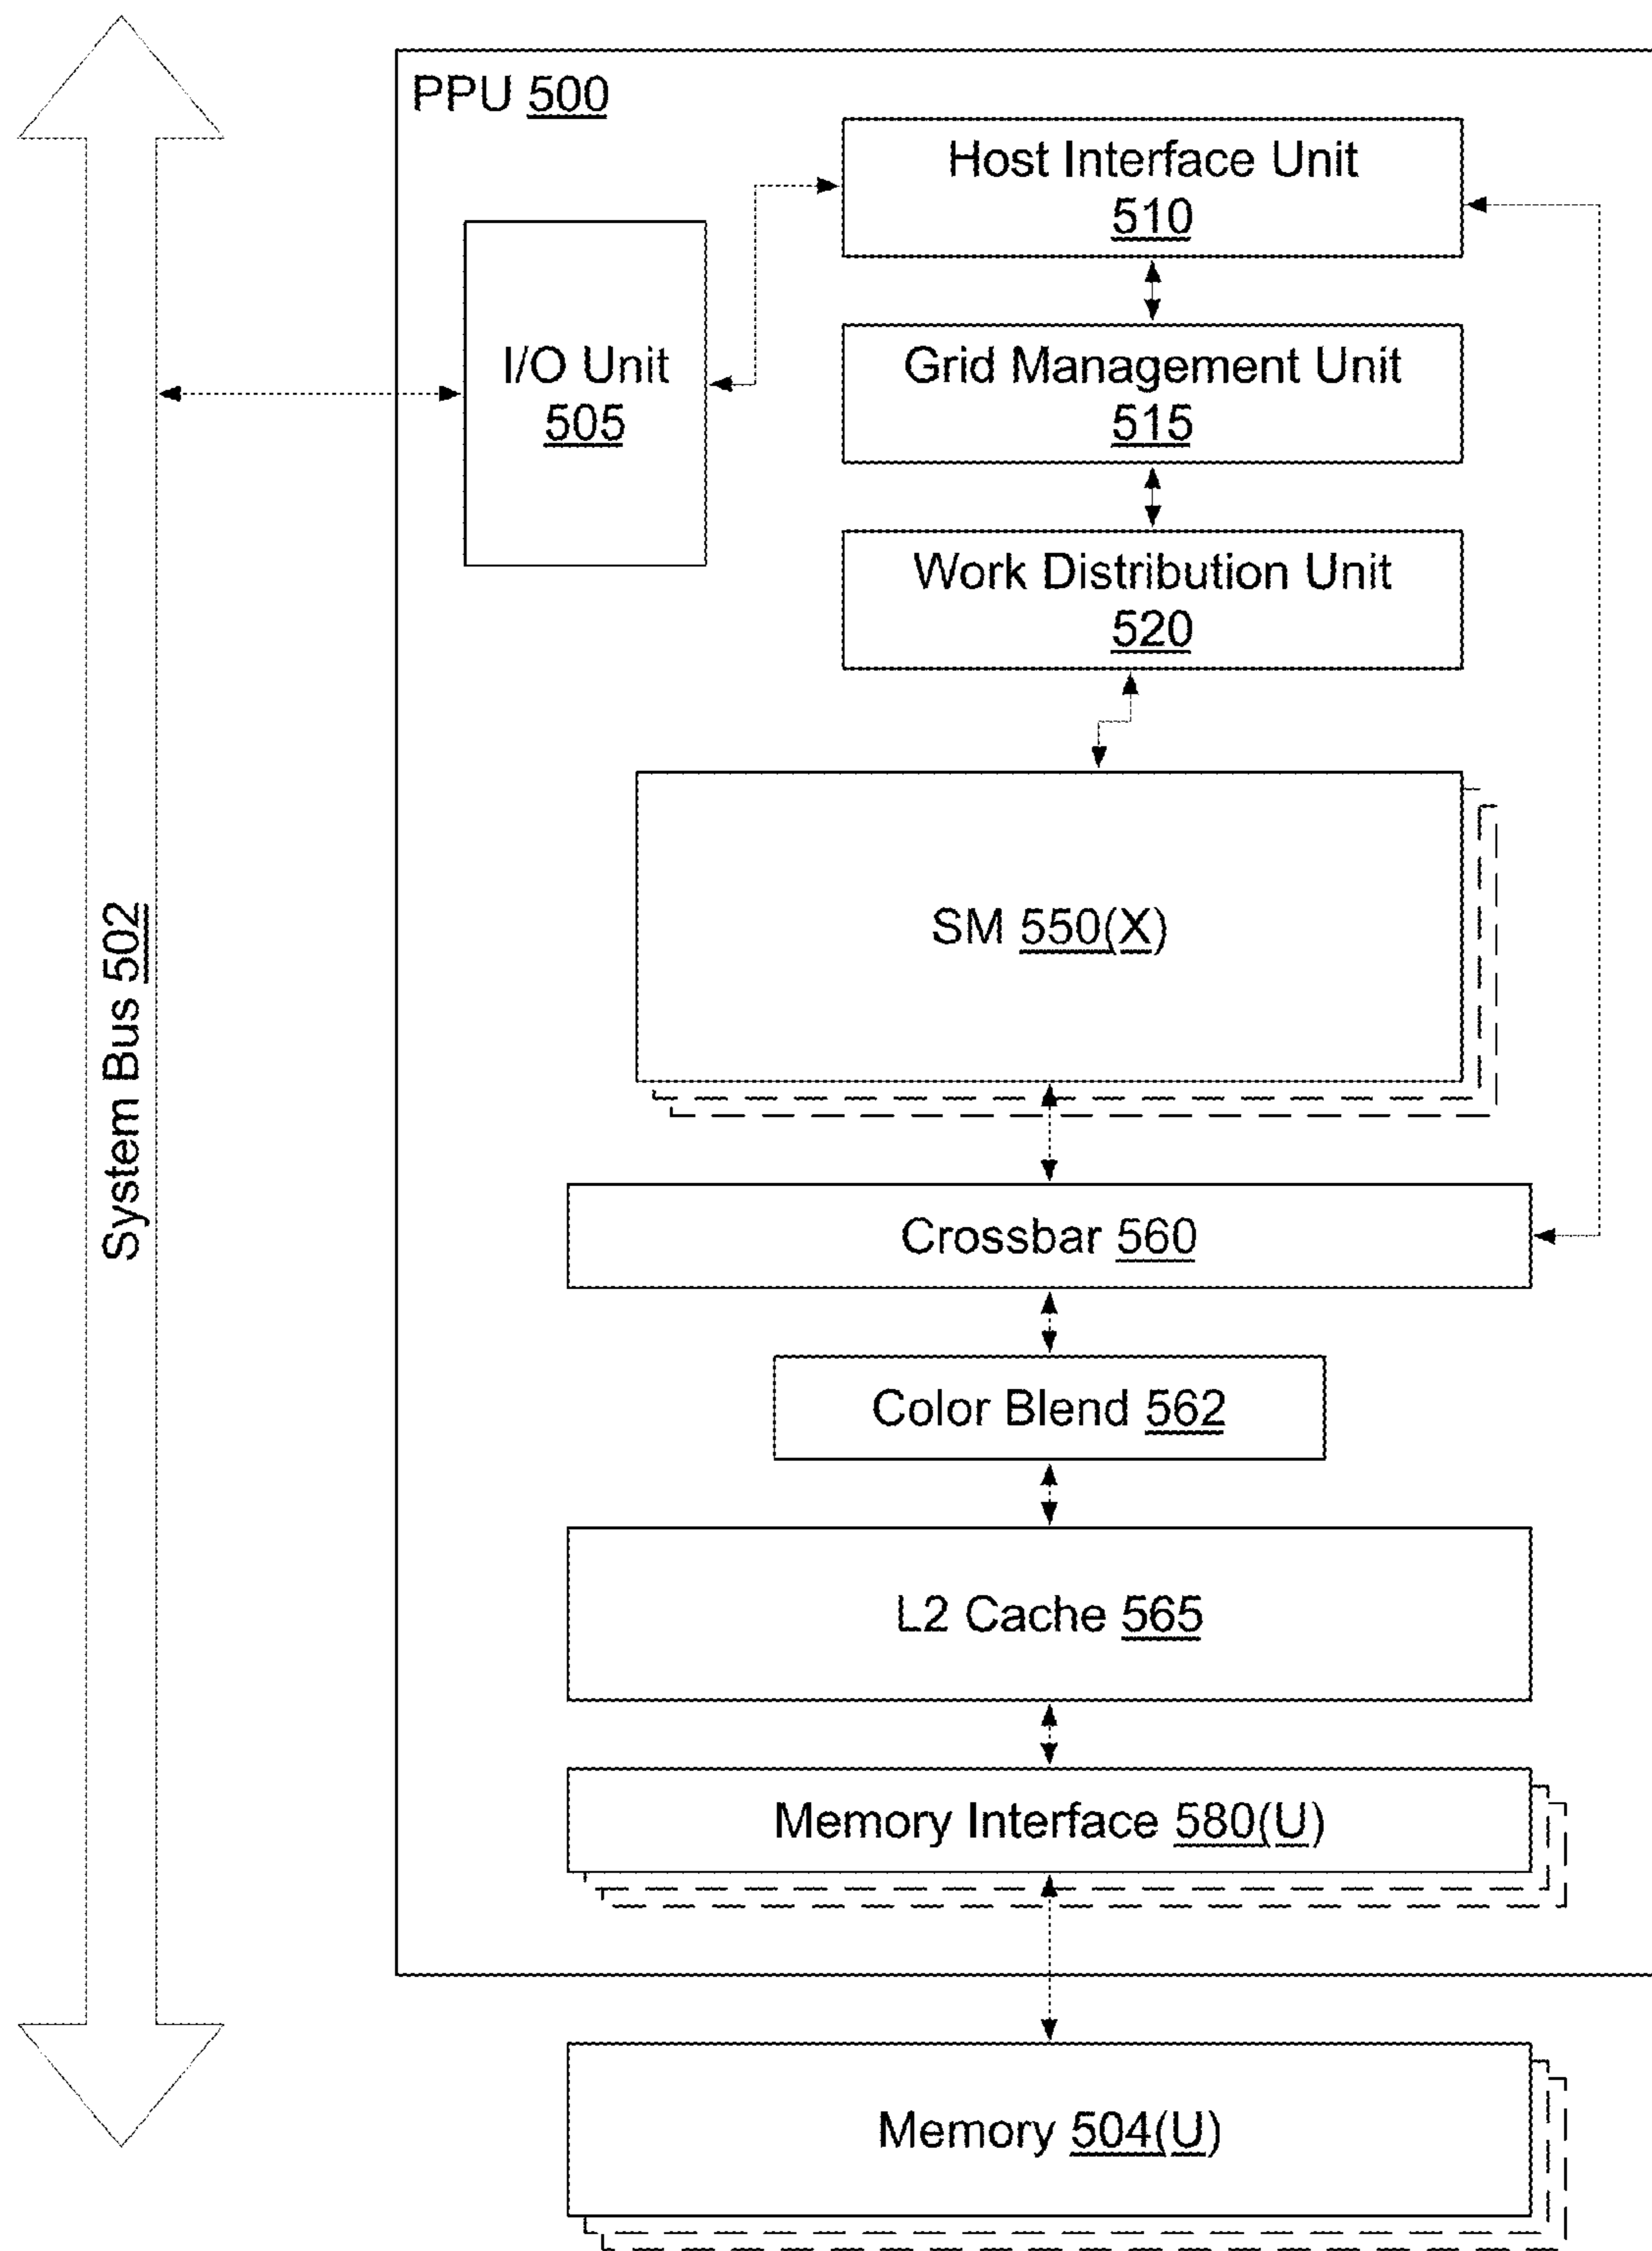 PPU 500
Host Interface Unit
510
I/O Unit
505
Grid Management Unit
515
Work Distribution Unit
520
SM 550(X)
System Bus 502
Crossbar 560
Color Blend 562
L2 Cache 565
Memory Interface 580(U)
Memory 504(U)